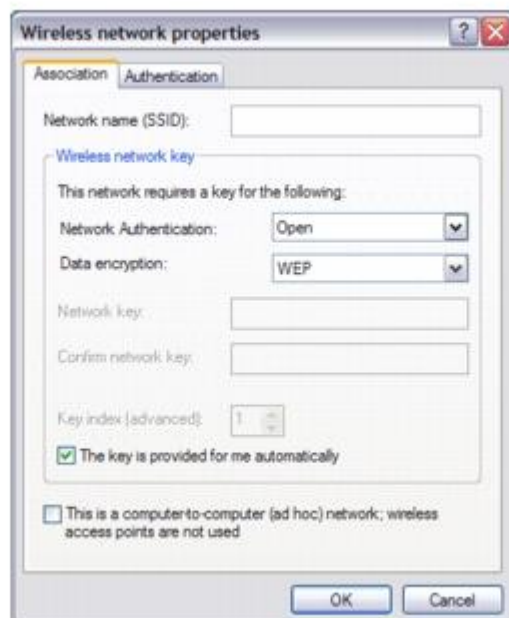 Wireless network properties
?
Association Authentication
Network name (SSID):
Wireless network key
This network requires a key for the following:
Network Authentication: Open
Data encryption: WEP
Network key:
Confirm network key:
Key index (advanced): 1
The key is provided for me automatically
This is a computer-to-computer (ad hoc) network; wireless
access points are not used
OK Cancel